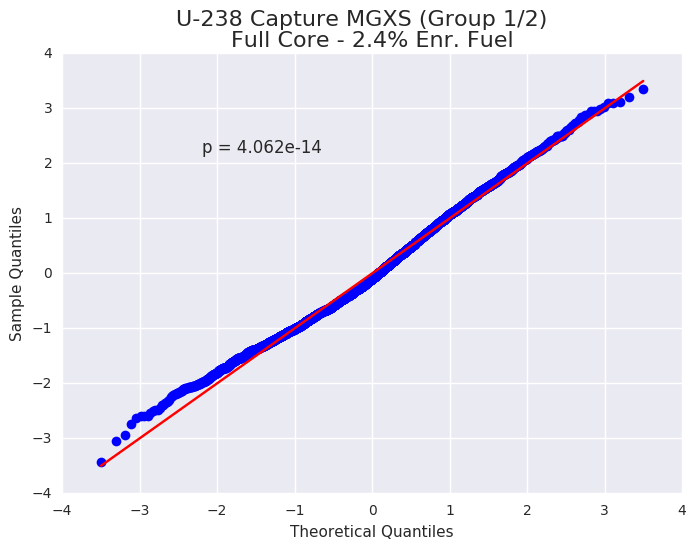 U-238 Capture MGXS (Group 1/2)
Full Core - 2.4% Enr. Fuel
4
3
2
1
0
−1
−2
−3
−4
p = 4.062e-14
Sample Quantiles
−4 −3 −2 −1 0 1 2 3 4
Theoretical Quantiles